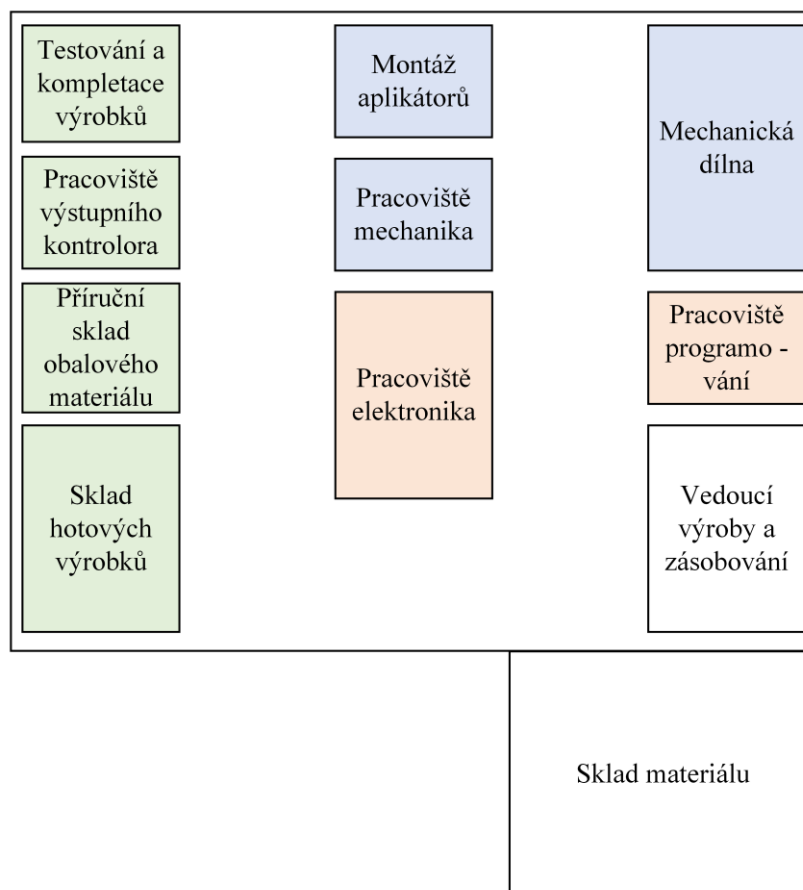 Testování a
kompletace
výrobků
Pracoviště
výstupního
kontrolora
Příruční
sklad
obalového
materiálu
Sklad
hotových
výrobků
Montáž
aplikátorů
Pracoviště
mechanika
Pracoviště
elektronika
Mechanická
dílna
Pracoviště
programo -
vání
Vedoucí
výroby a
zásobování
Sklad materiálu